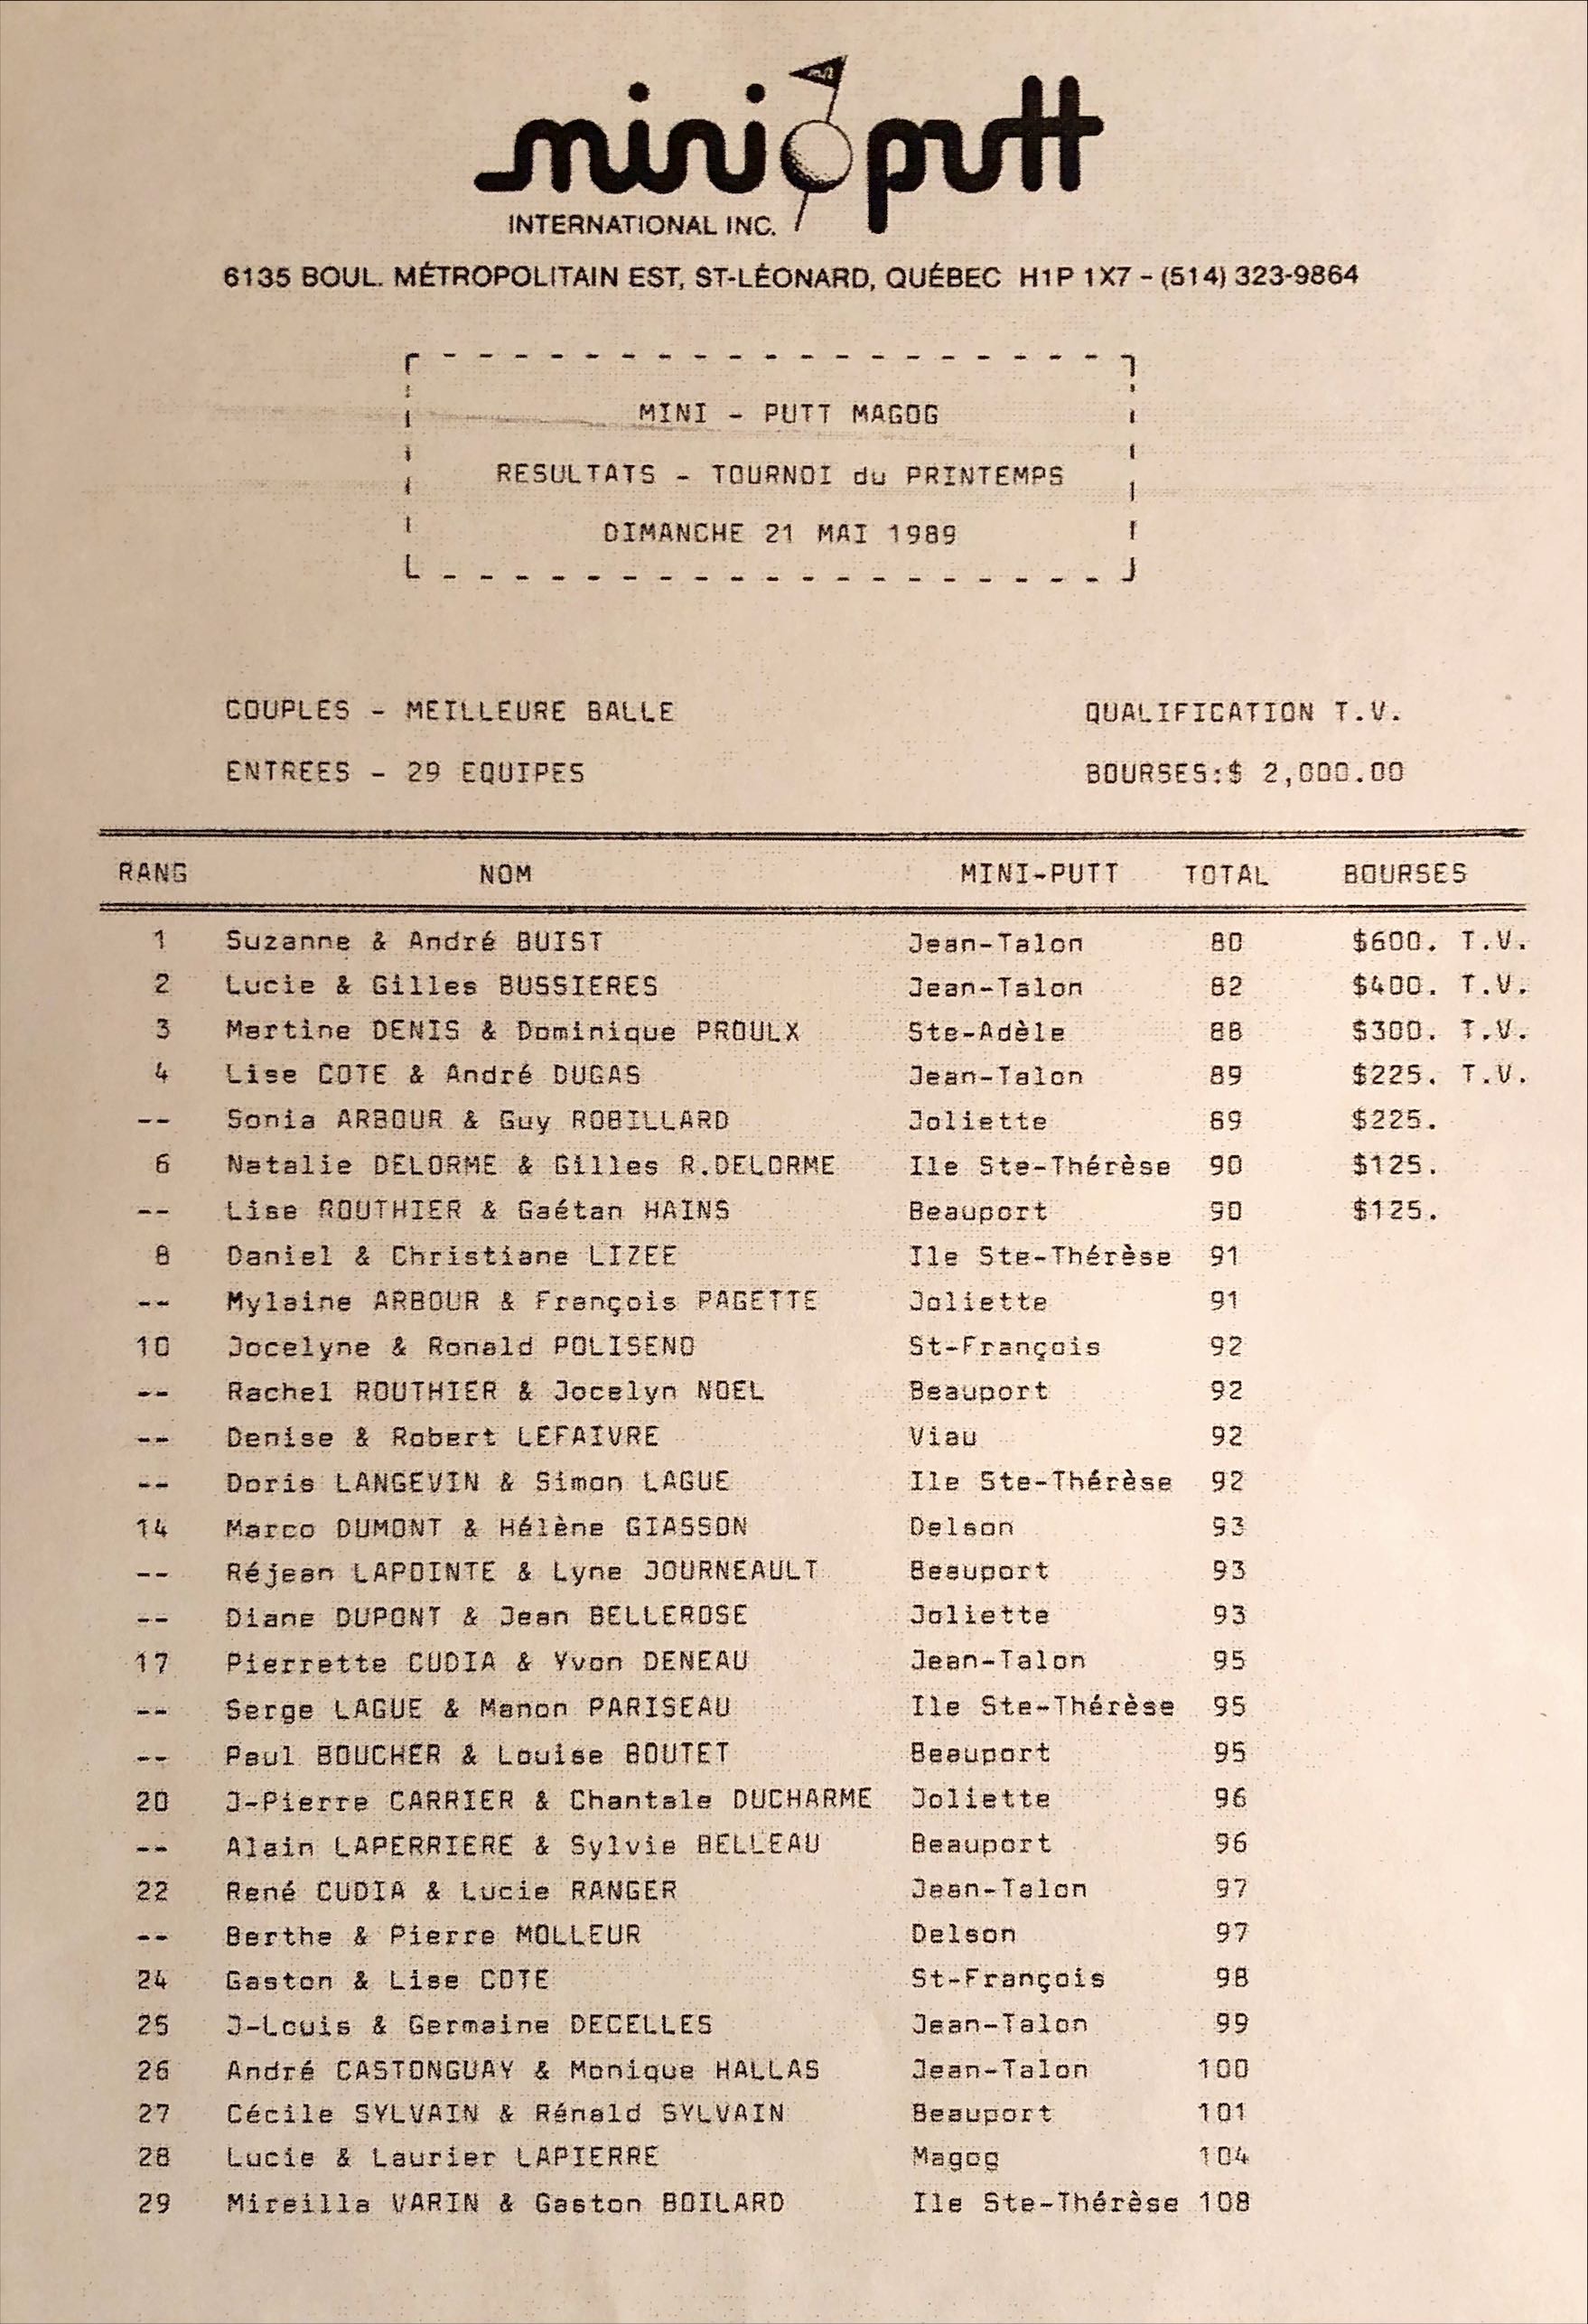 mini putt
INTERNATIONAL INC.
6135 BOUL. MÉTROPOLITAIN EST, ST-LÉONARD, QUÉBEC H1P 1X7 - (514) 323-9864
MINI - PUTT MAGOG
RESULTATS - TOURNOI du PRINTEMPS
DIMANCHE 21 MAI 1989
COUPLES - MEILLEURE BALLE QUALIFICATION T.V.
ENTREES - 29 EQUIPES BOURSES:$ 2,000.00
RANG NOM MINI-PUTT TOTAL BOURSES
1 Suzanne & André BUIST Jean-Talon 80 $600. T.V.
2 Lucie & Gilles BUSSIERES Jean-Talon 82 $400. T.V.
3 Martine DENIS & Dominique PROULX Ste-Adèle 88 $300. T.V.
4 Lise COTE & André DUGAS Jean-Talon 89 $225. T.V.
-- Sonia ARBOUR & Guy ROBILLARD Joliette 89 $225.
6 Natalie DELORME & Gilles R.DELORME Ile Ste-Thérèse 90 $125.
-- Lise ROUTHIER & Gaétan HAINS Beauport 90 $125.
8 Daniel & Christiane LIZEE Ile Ste-Thérèse 91
-- Mylaine ARBOUR & François PAGETTE Joliette 91
10 Jocelyne & Ronald POLISENO St-François 92
-- Rachel ROUTHIER & Jocelyn NOEL Beauport 92
-- Denise & Robert LEFAIVRE Viau 92
-- Doris LANGEVIN & Simon LAGUE Ile Ste-Thérèse 92
14 Marco DUMONT & Hélène GIASSON Delson 93
-- Réjean LAPOINTE & Lyne JOURNEAULT Beauport 93
-- Diane DUPONT & Jean BELLEROSE Joliette 93
17 Pierrette CUDIA & Yvon DENEAU Jean-Talon 95
-- Serge LAGUE & Manon PARISEAU Ile Ste-Thérèse 95
-- Paul BOUCHER & Louise BOUTET Beauport 95
20 J-Pierre CARRIER & Chantale DUCHARME Joliette 96
-- Alain LAPERRIERE & Sylvie BELLEAU Beauport 96
22 René CUDIA & Lucie RANGER Jean-Talon 97
-- Berthe & Pierre MOLLEUR Delson 97
24 Gaston & Lise COTE St-François 98
25 J-Louis & Germaine DECELLES Jean-Talon 99
26 André CASTONGUAY & Monique HALLAS Jean-Talon 100
27 Cécile SYLVAIN & Rénald SYLVAIN Beauport 101
28 Lucie & Laurier LAPIERRE Magog 104
29 Mireilla VARIN & Gaston BOILARD Ile Ste-Thérèse 108